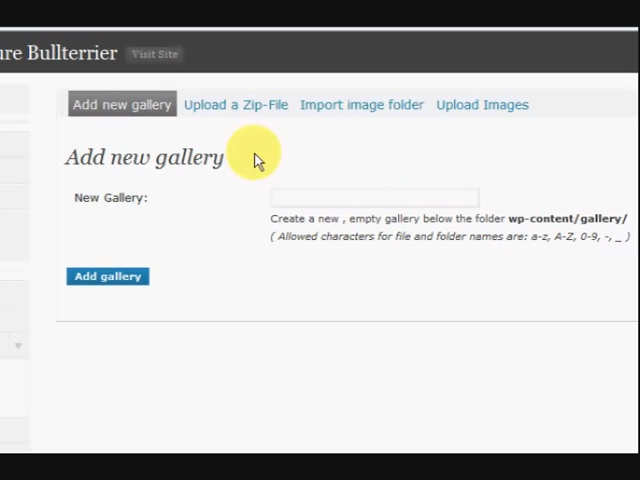 ure Bullterrier Visit Site
Add new gallery Upload a Zip-File Import image folder Upload Images
Add new gallery
New Gallery:
Create a new , empty gallery below the folder wp-content/gallery/
( Allowed characters for file and folder names are: a-z, A-Z, 0-9, -, _ )
Add gallery